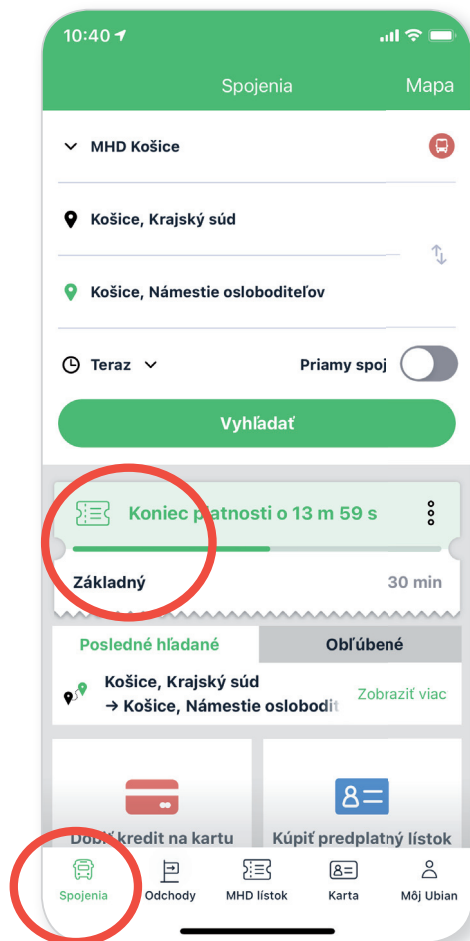 10:40
Spojenia
Mapa
MHD Košice
Košice, Krajský súd
Košice, Námestie osloboditeľov
Teraz
Priamy spoj
Vyhľadať
Koniec platnosti o 13 m 59 s
Základný
30 min
Posledné hľadané
Obľúbené
Košice, Krajský súd
→ Košice, Námestie oslobodit
Zobraziť viac
Dobiť kredit na kartu
Kúpiť predplatný lístok
Spojenia
Odchody
MHD lístok
Karta
Môj Ubian